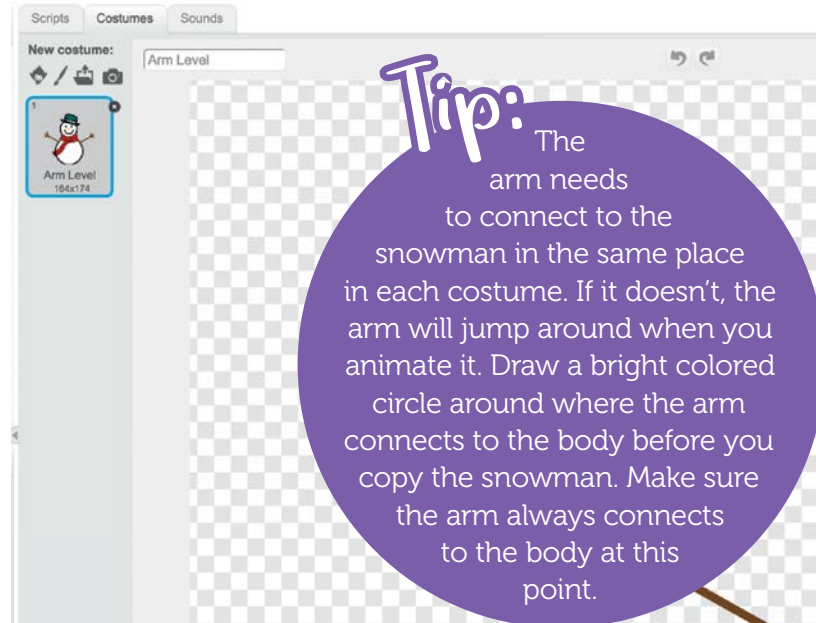 Scripts Costumes Sounds
New costume:
Arm Level
1
Arm Level
164x174
Tip:
The
arm needs
to connect to the
snowman in the same place
in each costume. If it doesn’t, the
arm will jump around when you
animate it. Draw a bright colored
circle around where the arm
connects to the body before you
copy the snowman. Make sure
the arm always connects
to the body at this
point.